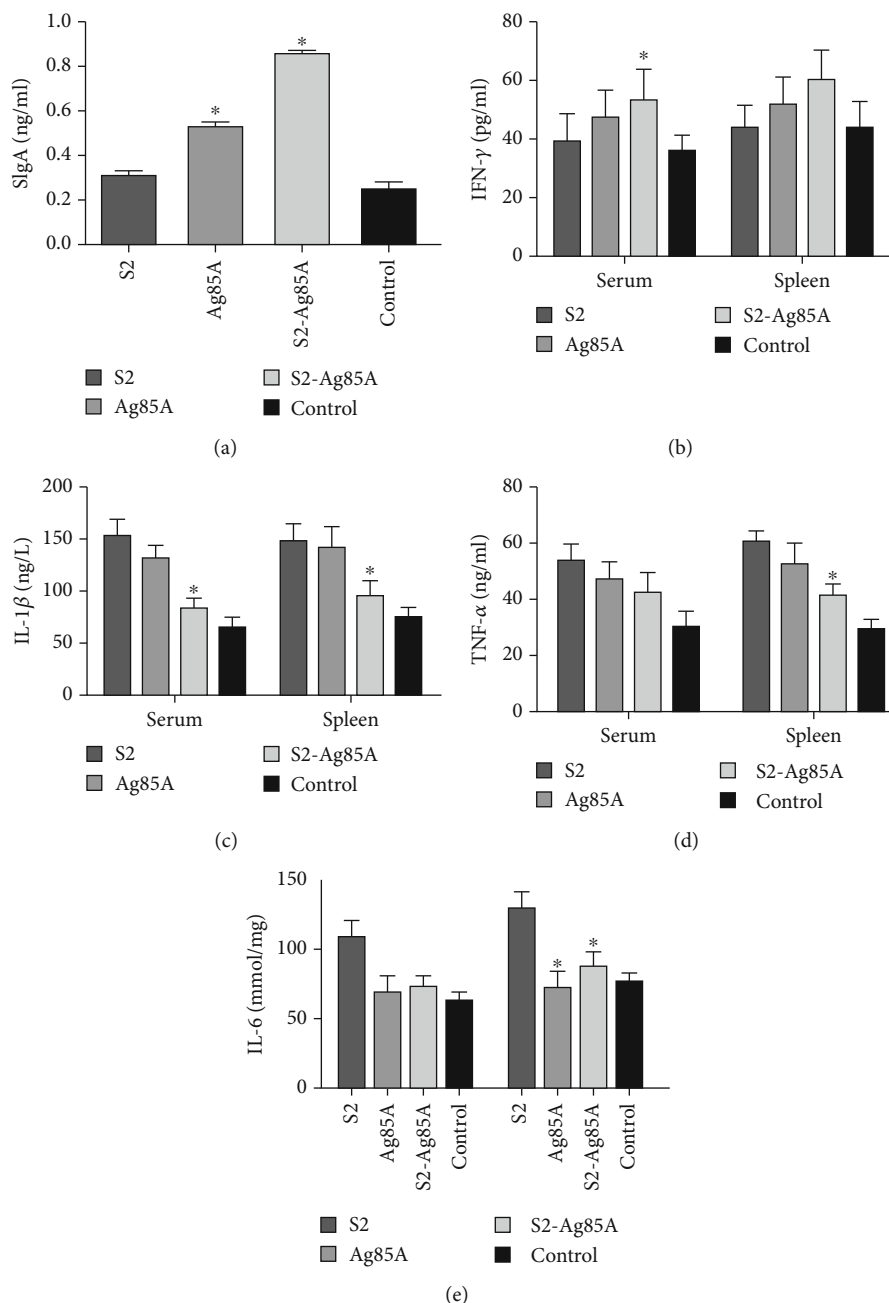 1.0
0.8
0.6
0.4
0.2
0.0
SIgA (ng/ml)
*
*
S2
Ag85A
S2-Ag85A
Control
S2
S2-Ag85A
Ag85A
Control
(a)
80
60
40
20
0
IFN-γ (pg/ml)
*
Serum
Spleen
S2
S2-Ag85A
Ag85A
Control
(b)
200
150
100
50
0
IL-1β (ng/L)
*
*
Serum
Spleen
S2
S2-Ag85A
Ag85A
Control
(c)
80
60
40
20
0
TNF-α (ng/ml)
*
Serum
Spleen
S2
S2-Ag85A
Ag85A
Control
(d)
150
100
50
0
IL-6 (mmol/mg)
*
*
S2
Ag85A
S2-Ag85A
Control
S2
Ag85A
S2-Ag85A
Control
S2
S2-Ag85A
Ag85A
Control
(e)